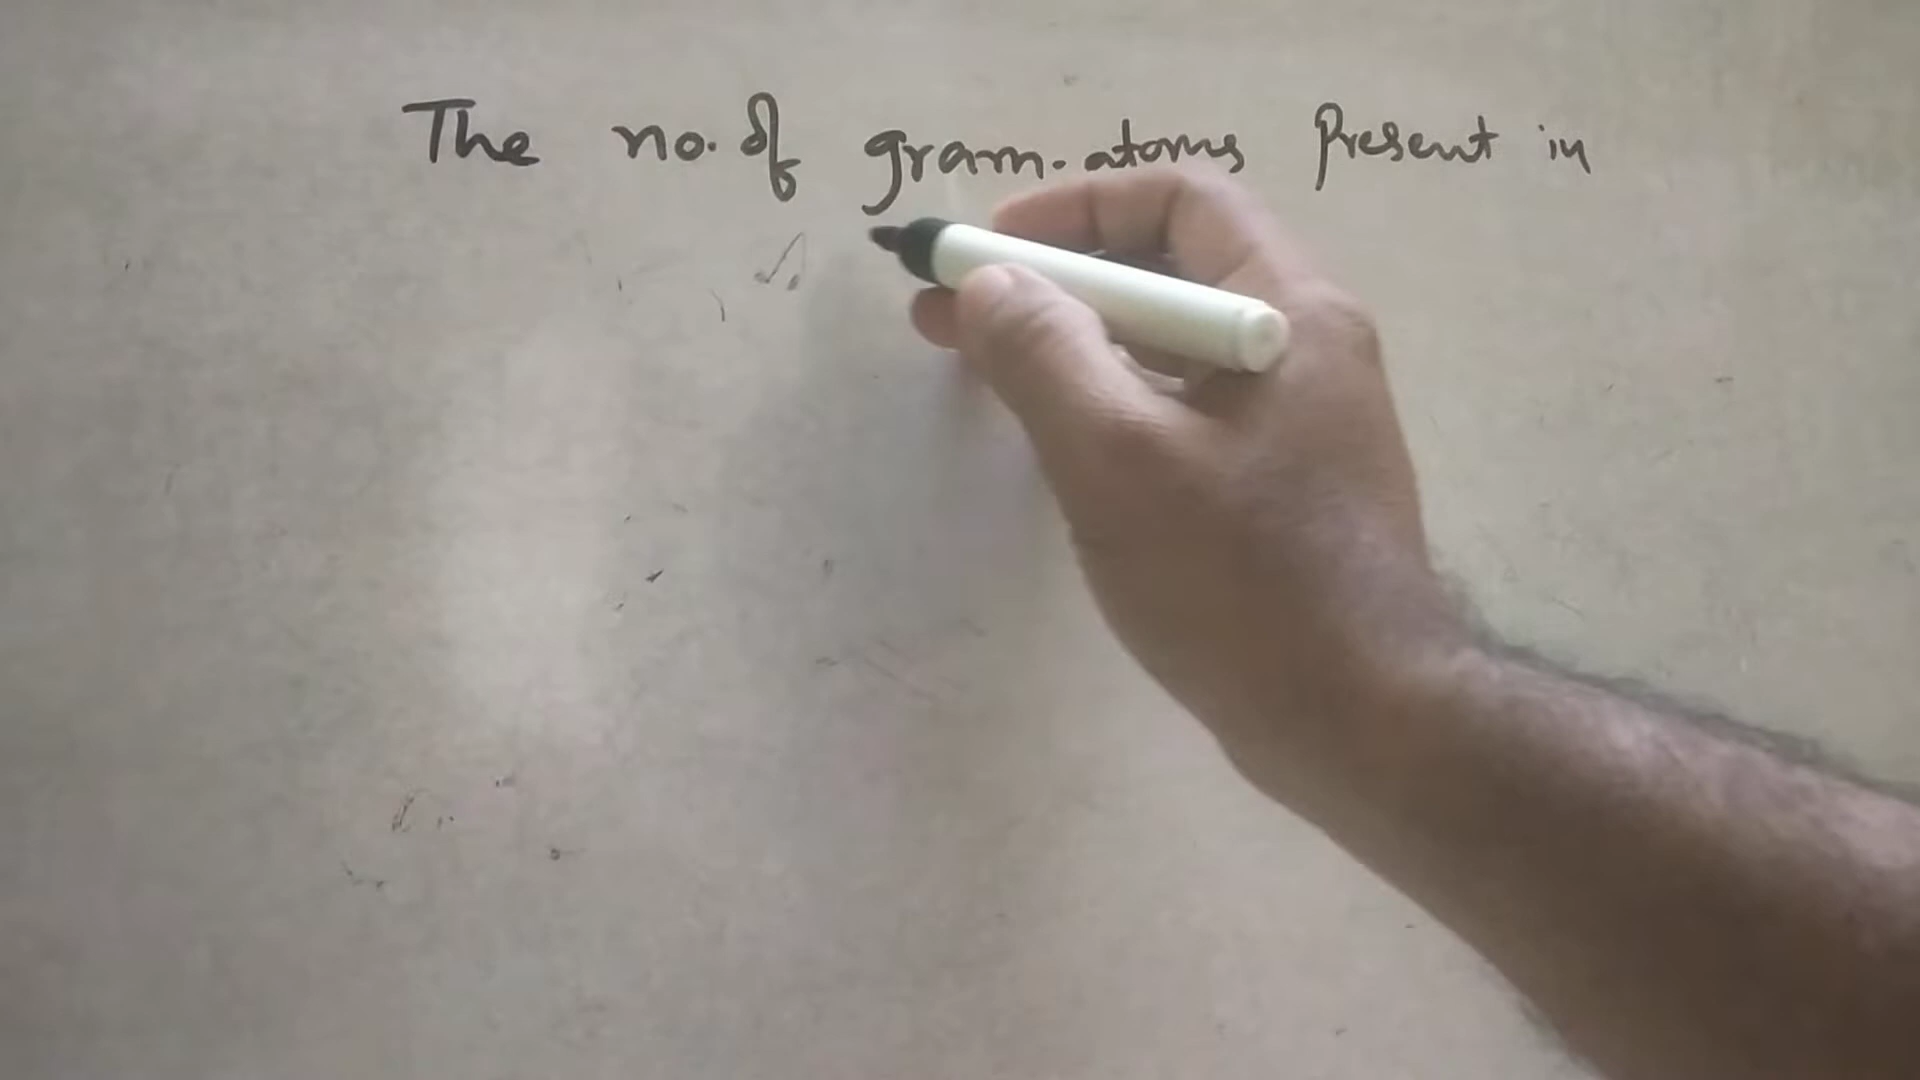 The no. of gram. atoms Present in